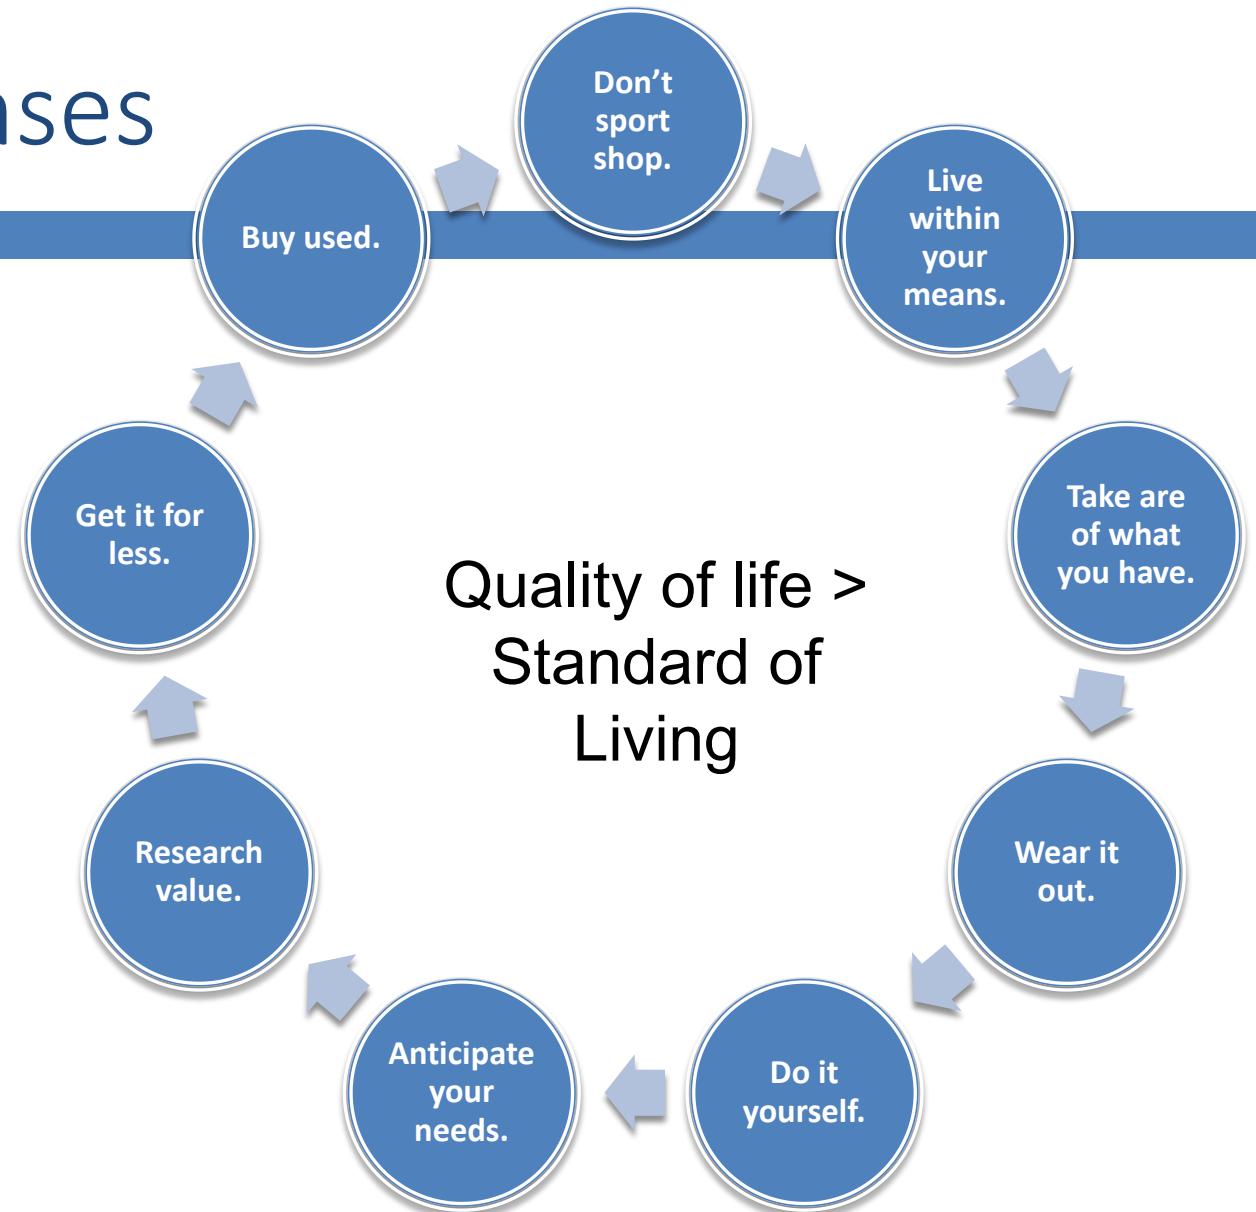 ases
Don't
sport
shop.
Live
within
your
means.
Take are
of what
you have.
Wear it
out.
Do it
yourself.
Anticipate
your
needs.
Research
value.
Get it for
less.
Buy used.
Quality of life >
Standard of
Living